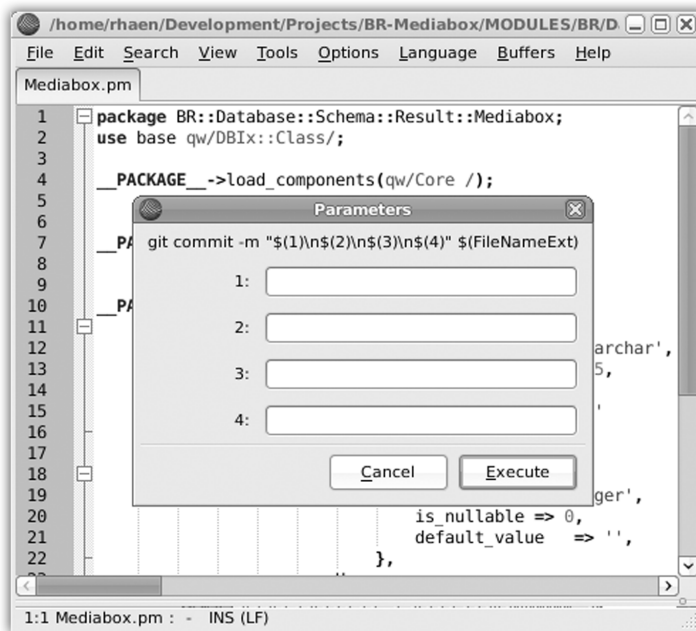 /home/rhaen/Development/Projects/BR-Mediabox/MODULES/BR/D
File Edit Search View Tools Options Language Buffers Help
Mediabox.pm
1 package BR::Database::Schema::Result::Mediabox;
2 use base qw/DBIx::Class/;
3
4 __PACKAGE__->load_components(qw/Core /);
5
6
7 __PA
8
9
10 __PA
11
12 archar',
13 5,
14
15 '
16
17
18
19 ger',
20 is_nullable => 0,
21 default_value => '',
22 },
Parameters
git commit -m "$(1)\n$(2)\n$(3)\n$(4)" $(FileNameExt)
1:
2:
3:
4:
Cancel Execute
1:1 Mediabox.pm : - INS (LF)